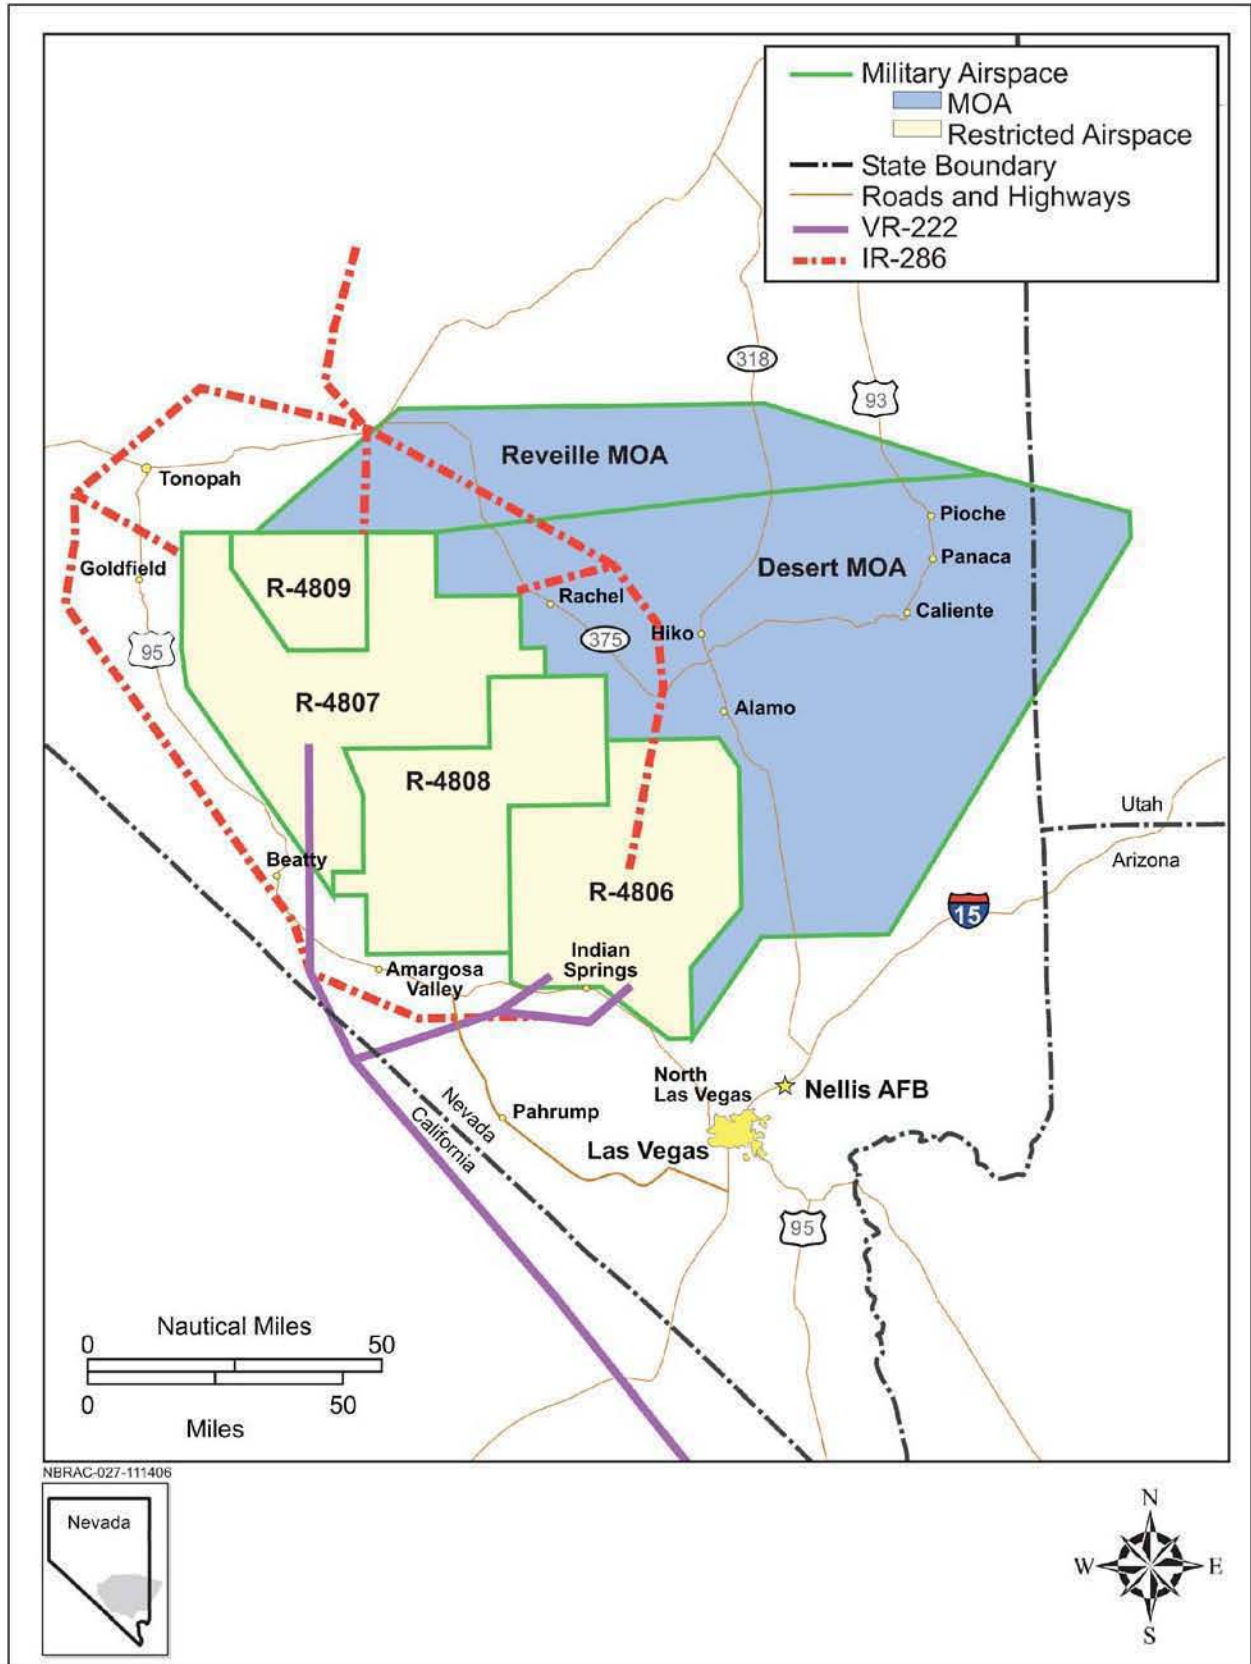 Military Airspace
MOA
Restricted Airspace
State Boundary
Roads and Highways
VR-222
IR-286
318
93
Reveille MOA
Tonopah
Pioche
Panaca
Desert MOA
Goldfield
R-4809
Rachel
Caliente
Hiko
375
95
R-4807
Alamo
R-4808
Utah
Arizona
Beatty
R-4806
15
Indian
Springs
Amargosa
Valley
North
Las Vegas
Nellis AFB
Nevada
California
Pahrump
Las Vegas
95
Nautical Miles
0 50
0 50
Miles
NBRAC-027-111406
Nevada
N
W E
S